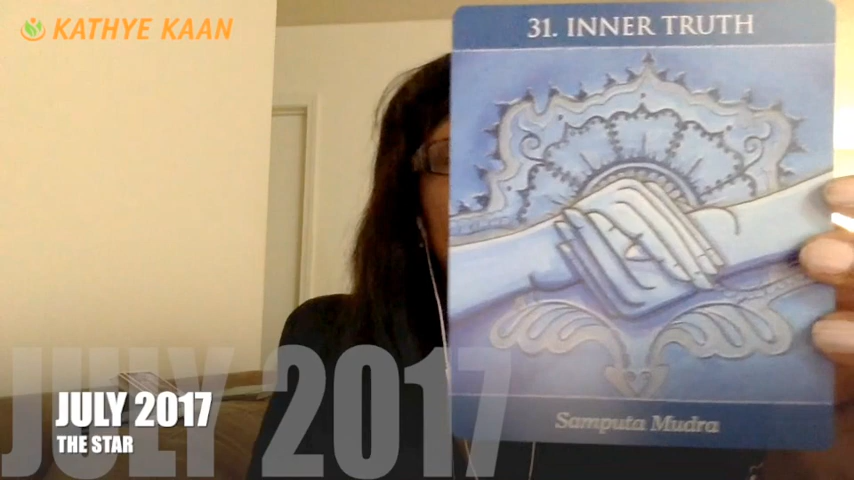 KATHYE KAAN
31. INNER TRUTH
JULY 2017
JULY 2017
THE STAR
Samputa Mudra